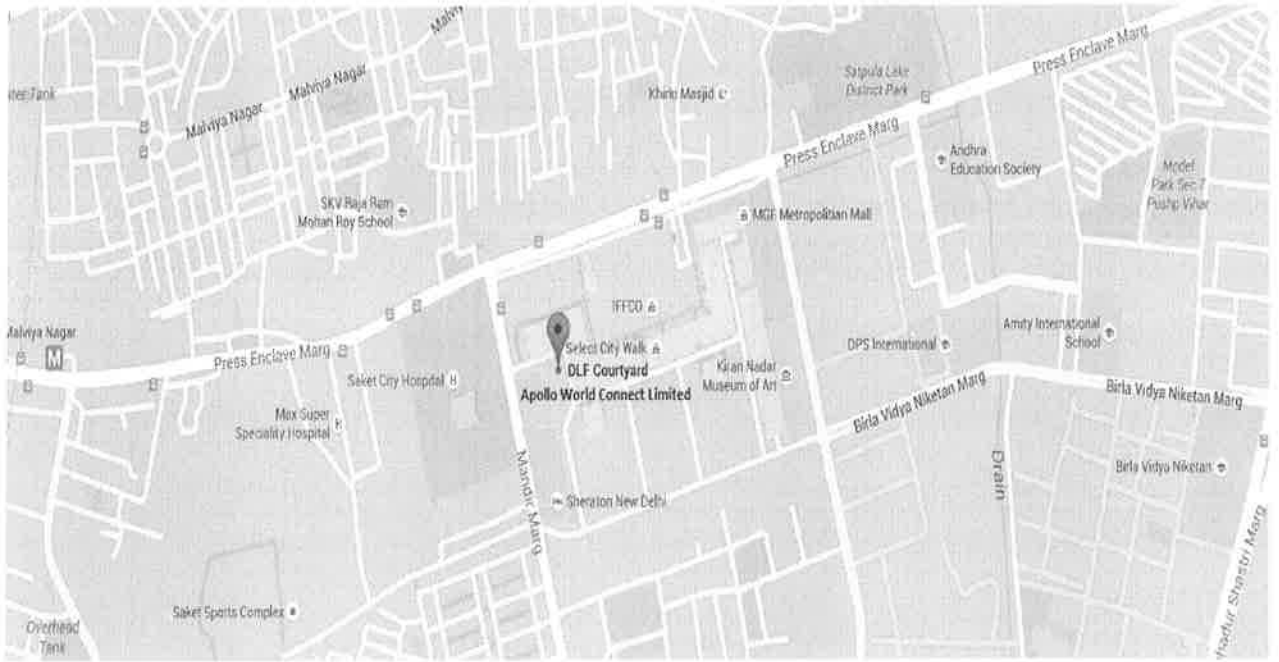 Press Enclave Marg
Malviya
Satpula Lake
District Park
Malviya Nagar
Khirki Masjid
Malviya Nagar
Press Enclave Marg
Andhra
Education Society
Model
Park Sec 7
Pushp Vihar
SKV Raja Ram
Mohan Roy School
MGF Metropolitian Mall
IFFCO
Malviya Nagar
M
Amity International
School
Select City Walk
DPS International
Press Enclave Marg
DLF Courtyard
Kiran Nadar
Museum of Art
Saket City Hospital H
Apollo World Connect Limited
Birla Vidya Niketan Marg
Birla Vidya Niketan Marg
Max Super
Speciality Hospital
H
Birla Vidya Niketan
Drain
Mandir Marg
Sheraton New Delhi
Shastri Marg
Saket Sports Complex
Overhead
Tank